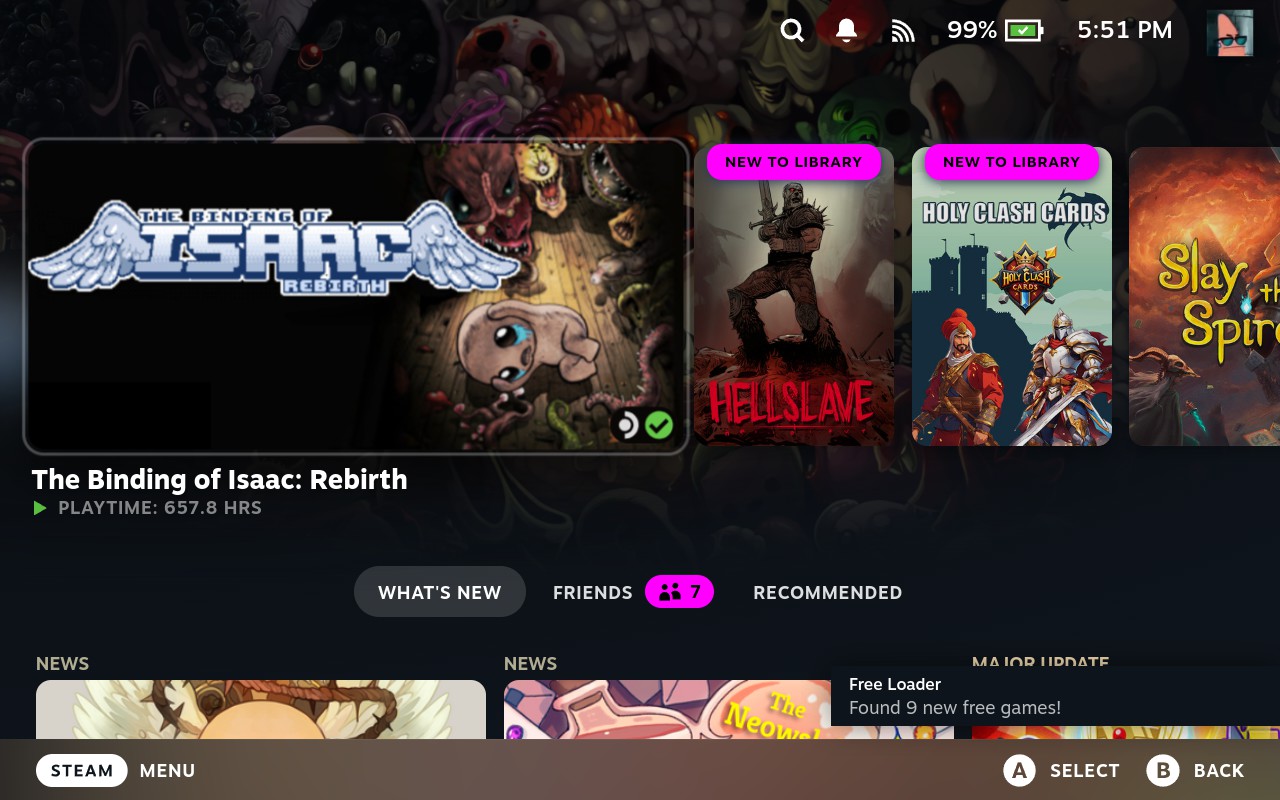 99%
5:51 PM
NEW TO LIBRARY
NEW TO LIBRARY
THE BINDING OF
ISAAC
REBIRTH
HELLSLAVE
HOLY CLASH CARDS
HOLY CLASH
CARDS
Slay
the Spire
The Binding of Isaac: Rebirth
PLAYTIME: 657.8 HRS
WHAT'S NEW
FRIENDS
7
RECOMMENDED
NEWS
NEWS
MAJOR UPDATE
The
Free Loader
Found 9 new free games!
STEAM
MENU
A
SELECT
B
BACK